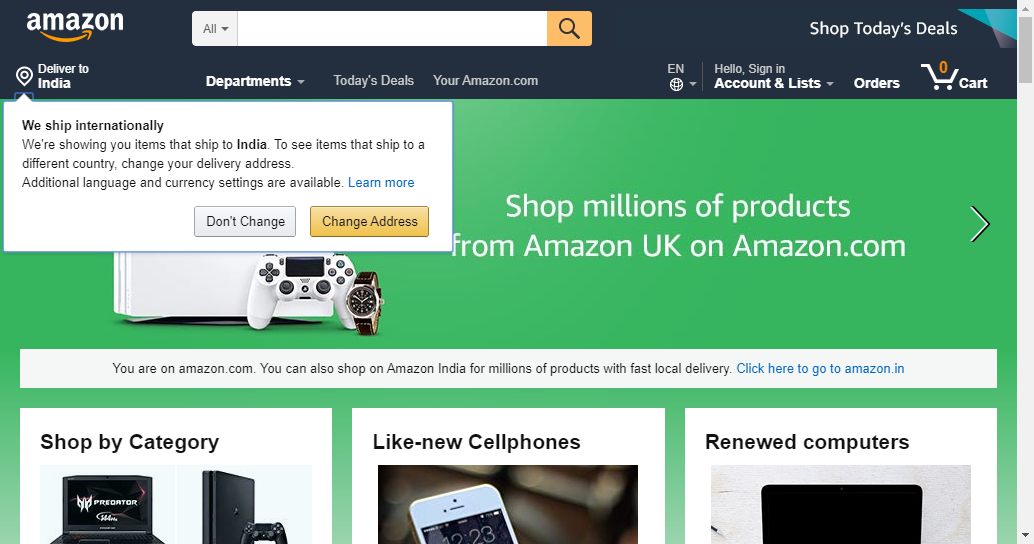 amazon
All
Shop Today's Deals
Deliver to
India
Departments
Today's Deals
Your Amazon.com
EN
Hello, Sign in
Account & Lists
Orders
0
Cart
We ship internationally
We're showing you items that ship to India. To see items that ship to a
different country, change your delivery address.
Additional language and currency settings are available. Learn more
Don't Change
Change Address
Shop millions of products
from Amazon UK on Amazon.com
You are on amazon.com. You can also shop on Amazon India for millions of products with fast local delivery. Click here to go to amazon.in
Shop by Category
Like-new Cellphones
Renewed computers
PREDATOR
12:23